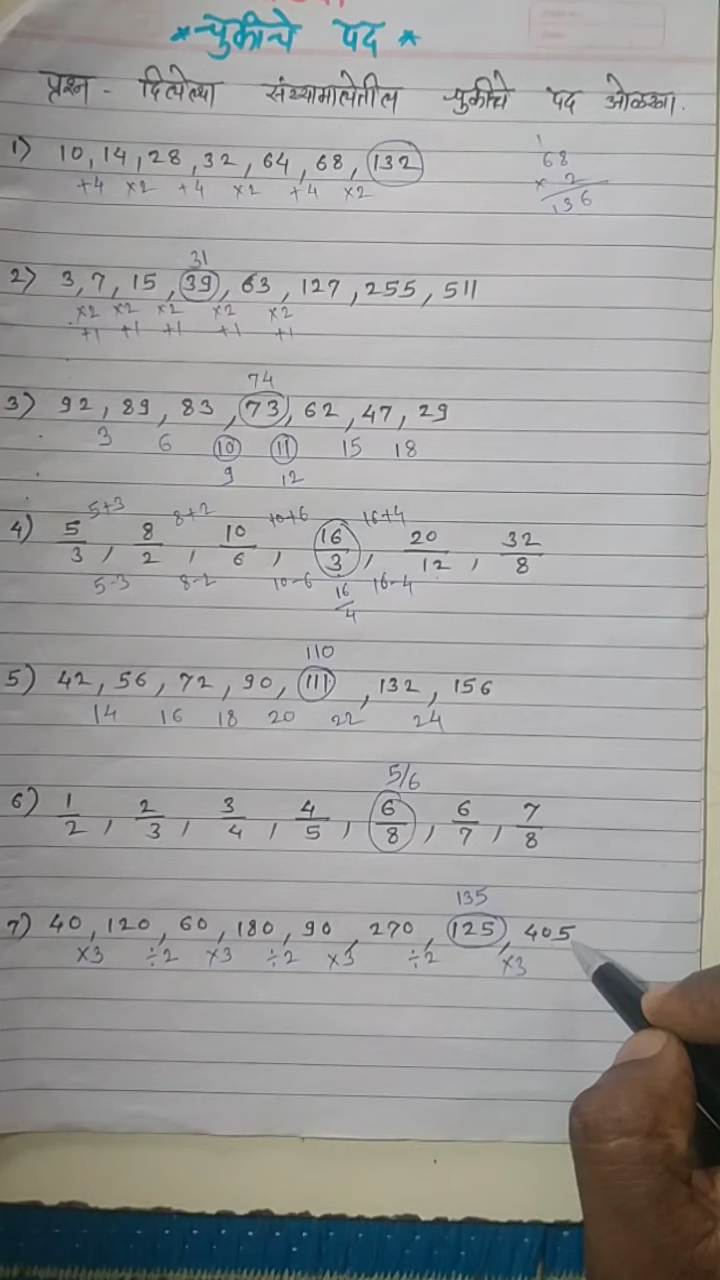 * चुकीचे पद *
प्रश्न - दिलेल्या संख्यामालेतील चुकीचे पद ओळखा.
1) 10, 14, 28, 32, 64, 68, 132
+4 ×2 +4 ×2 +4 ×2
1
68
× 2
136
31
2) 3, 7, 15, 39, 63, 127, 255, 511
×2 ×2 ×2 ×2 ×2
+1 +1 +1 +1 +1
74
3) 92, 89, 83, 73, 62, 47, 29
3 6 10 11 15 18
9 12
5+3 8+2 10+6 16+4
4) 5/3, 8/2, 10/6, 16/3, 20/12, 32/8
5-3 8-2 10-6 16-4
16/4
110
5) 42, 56, 72, 90, 111, 132, 156
14 16 18 20 22 24
5/6
6) 1/2, 2/3, 3/4, 4/5, 6/8, 6/7, 7/8
135
7) 40, 120, 60, 180, 90, 270, 125, 405
×3 ÷2 ×3 ÷2 ×3 ÷2 ×3